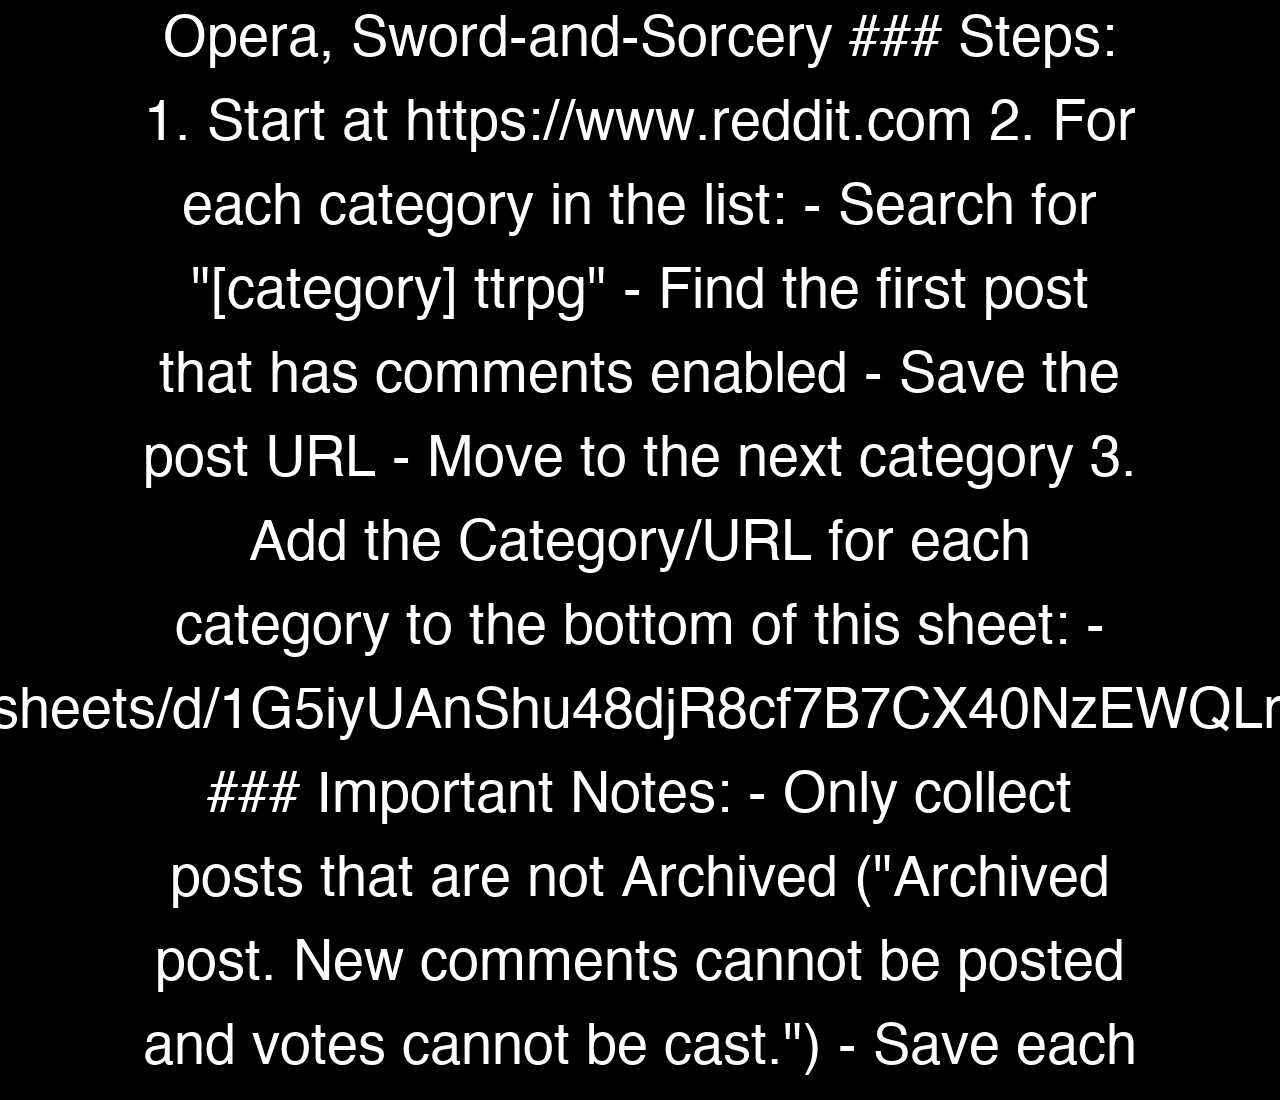 Opera, Sword-and-Sorcery ### Steps:
1. Start at https://www.reddit.com 2. For
each category in the list: - Search for
"[category] ttrpg" - Find the first post
that has comments enabled - Save the
post URL - Move to the next category 3.
Add the Category/URL for each
category to the bottom of this sheet: -
sheets/d/1G5iyUAnShu48djR8cf7B7CX40NzEWQLr
### Important Notes: - Only collect
posts that are not Archived ("Archived
post. New comments cannot be posted
and votes cannot be cast.") - Save each